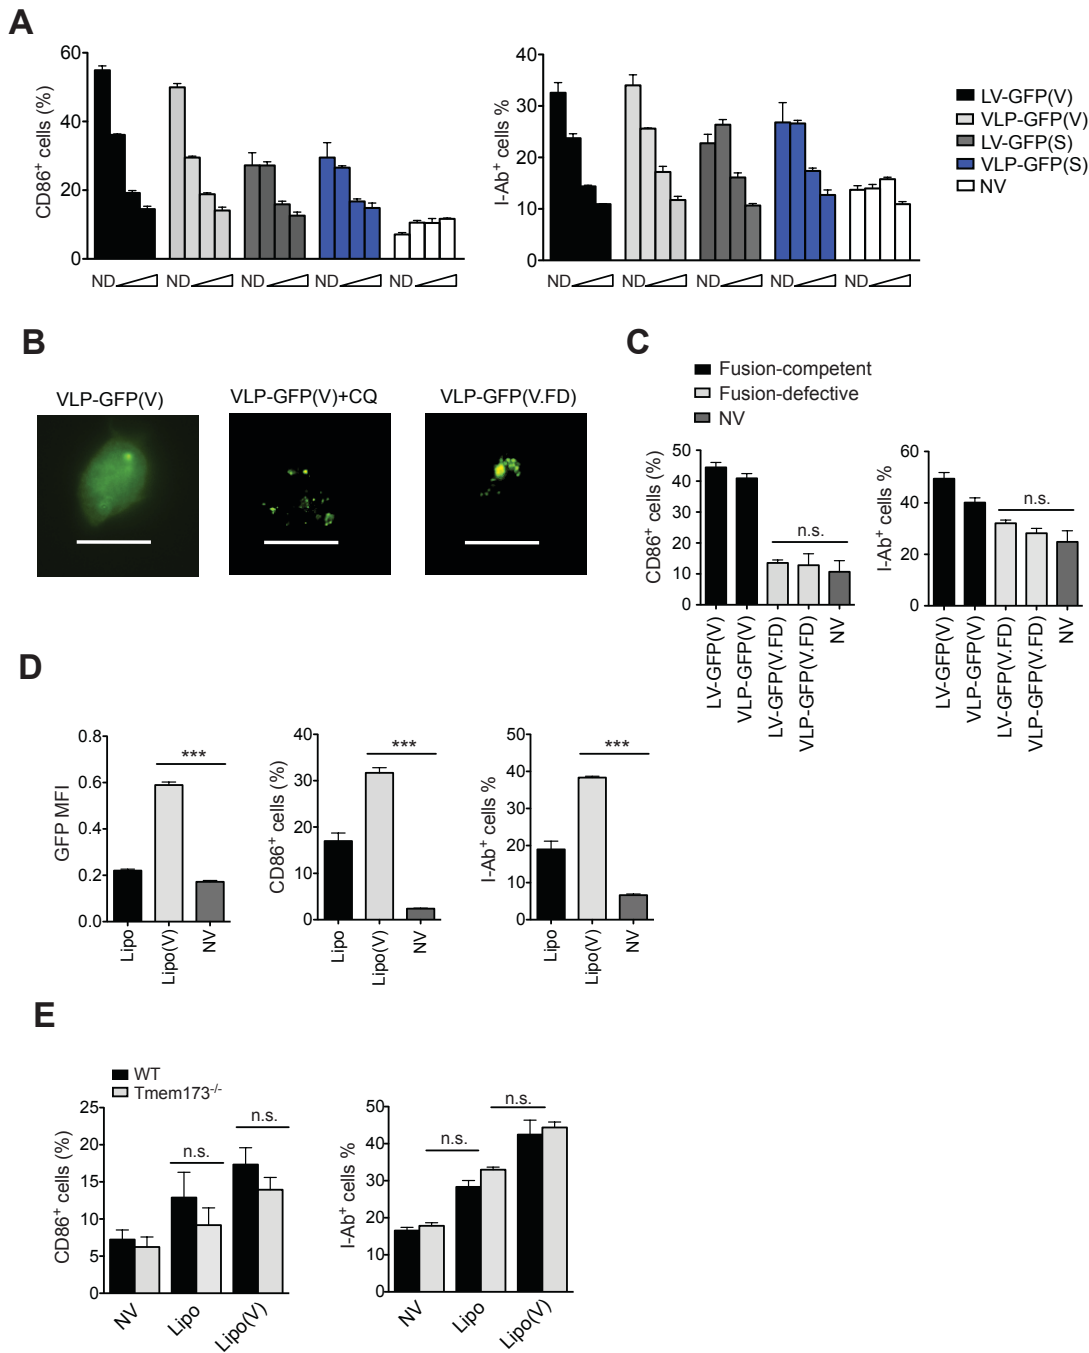 A
CD86+ cells (%)
60
40
20
0
ND ND ND ND ND
I-Ab+ cells %
40
30
20
10
0
ND ND ND ND ND
LV-GFP(V)
VLP-GFP(V)
LV-GFP(S)
VLP-GFP(S)
NV
B
VLP-GFP(V)
VLP-GFP(V)+CQ
VLP-GFP(V.FD)
C
Fusion-competent
Fusion-defective
NV
CD86+ cells (%)
50
40
30
20
10
0
n.s.
LV-GFP(V)
VLP-GFP(V)
LV-GFP(V.FD)
VLP-GFP(V.FD)
NV
I-Ab+ cells %
60
40
20
0
n.s.
LV-GFP(V)
VLP-GFP(V)
LV-GFP(V.FD)
VLP-GFP(V.FD)
NV
D
GFP MFI
0.8
0.6
0.4
0.2
0.0
***
Lipo
Lipo(V)
NV
CD86+ cells (%)
40
30
20
10
0
***
Lipo
Lipo(V)
NV
I-Ab+ cells %
50
40
30
20
10
0
***
Lipo
Lipo(V)
NV
E
WT
Tmem173-/-
CD86+ cells (%)
25
20
15
10
5
0
n.s.
n.s.
NV
Lipo
Lipo(V)
I-Ab+ cells %
50
40
30
20
10
0
n.s.
n.s.
NV
Lipo
Lipo(V)